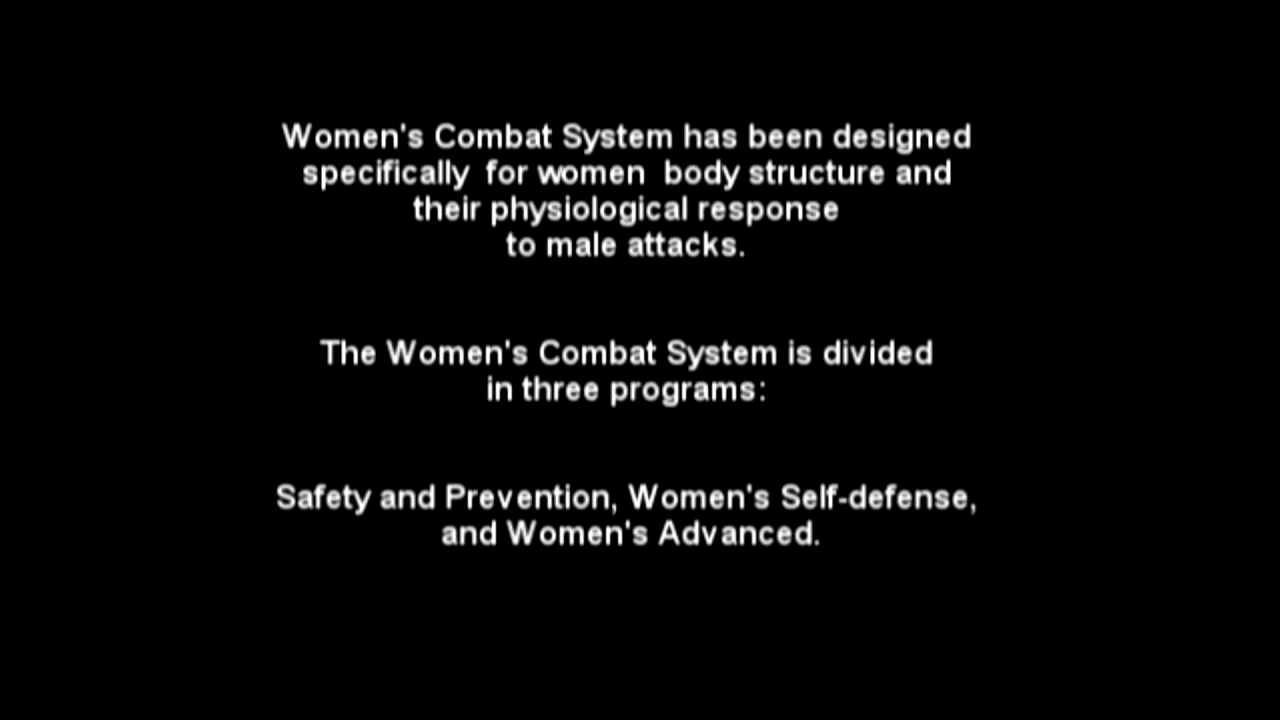 Women's Combat System has been designed
specifically for women body structure and
their physiological response
to male attacks.
The Women's Combat System is divided
in three programs:
Safety and Prevention, Women's Self-defense,
and Women's Advanced.